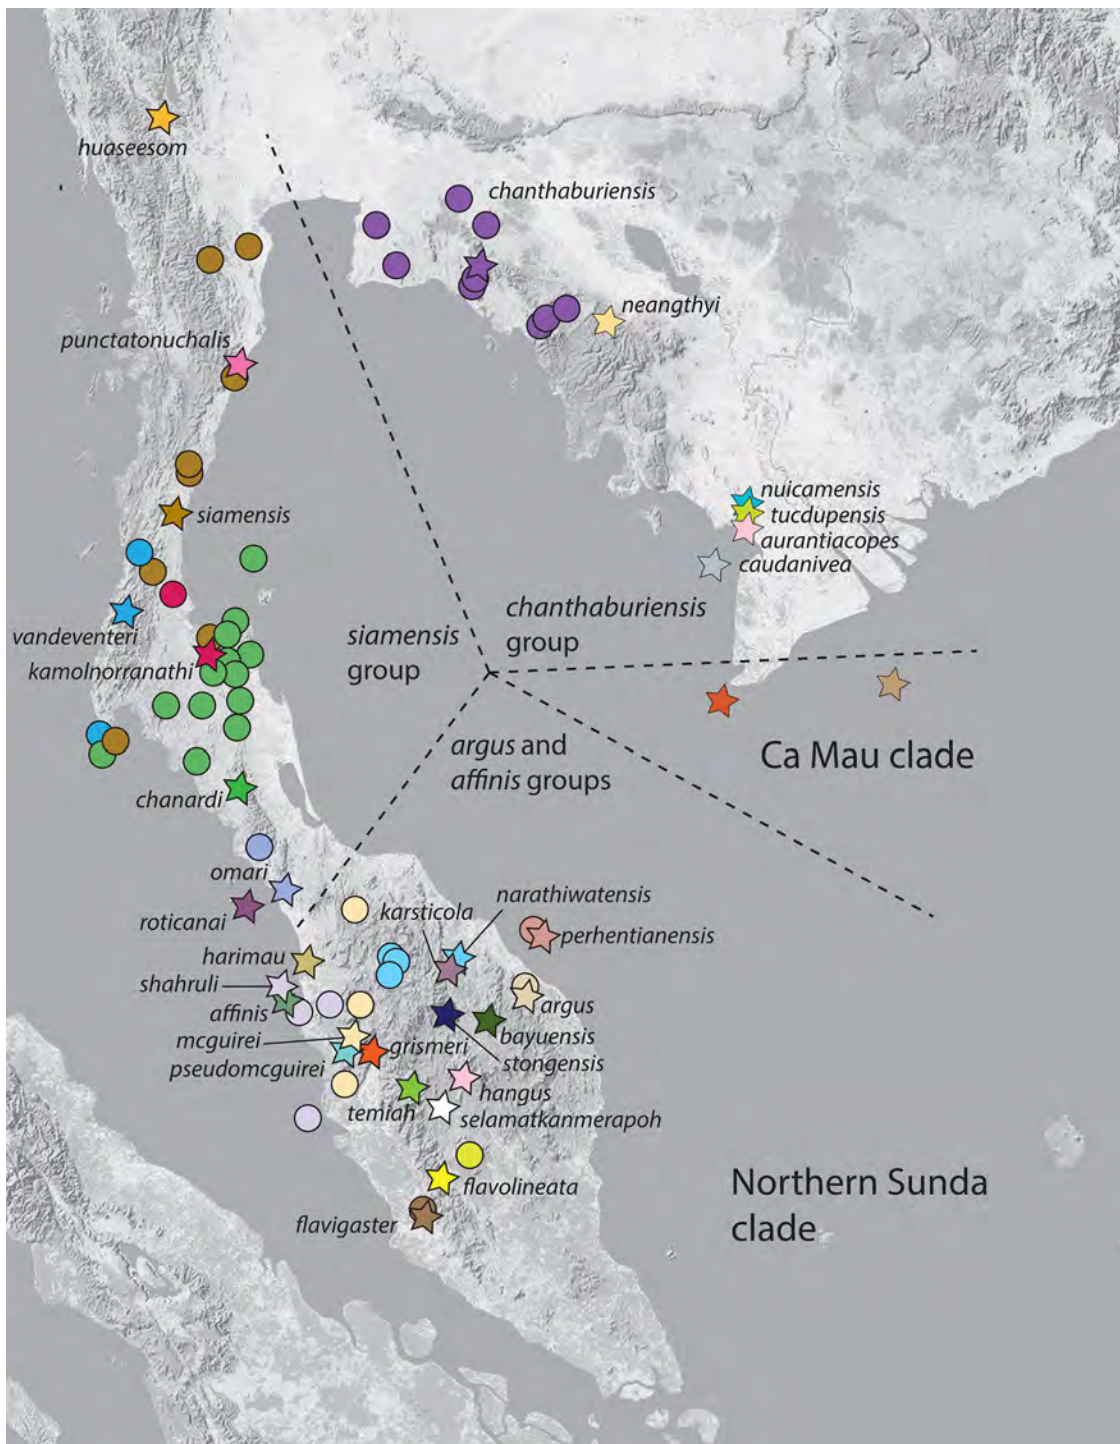 huaseesom
chanthaburiensis
neangthyi
punctatonuchalis
nuicamensis
tucdupensis
aurantiacopes
caudanivea
siamensis
chanthaburiensis
group
siamensis
group
vandeventeri
kamolnorranathi
argus and
affinis groups
Ca Mau clade
chanardi
omari
roticanai
karsticola
narathiwatensis
perhentianensis
harimau
shahruli
affinis
argus
mcguirei
bayuensis
grismeri
stongensis
pseudomcguirei
hangus
temiah
selamatkanmerapoh
flavolineata
flavigaster
Northern Sunda
clade